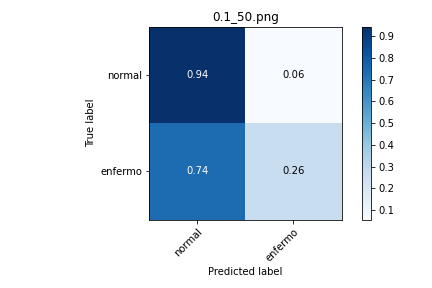 0.1_50.png
True label
normal
0.94
0.06
enfermo
0.74
0.26
normal
enfermo
Predicted label
0.9
0.8
0.7
0.6
0.5
0.4
0.3
0.2
0.1